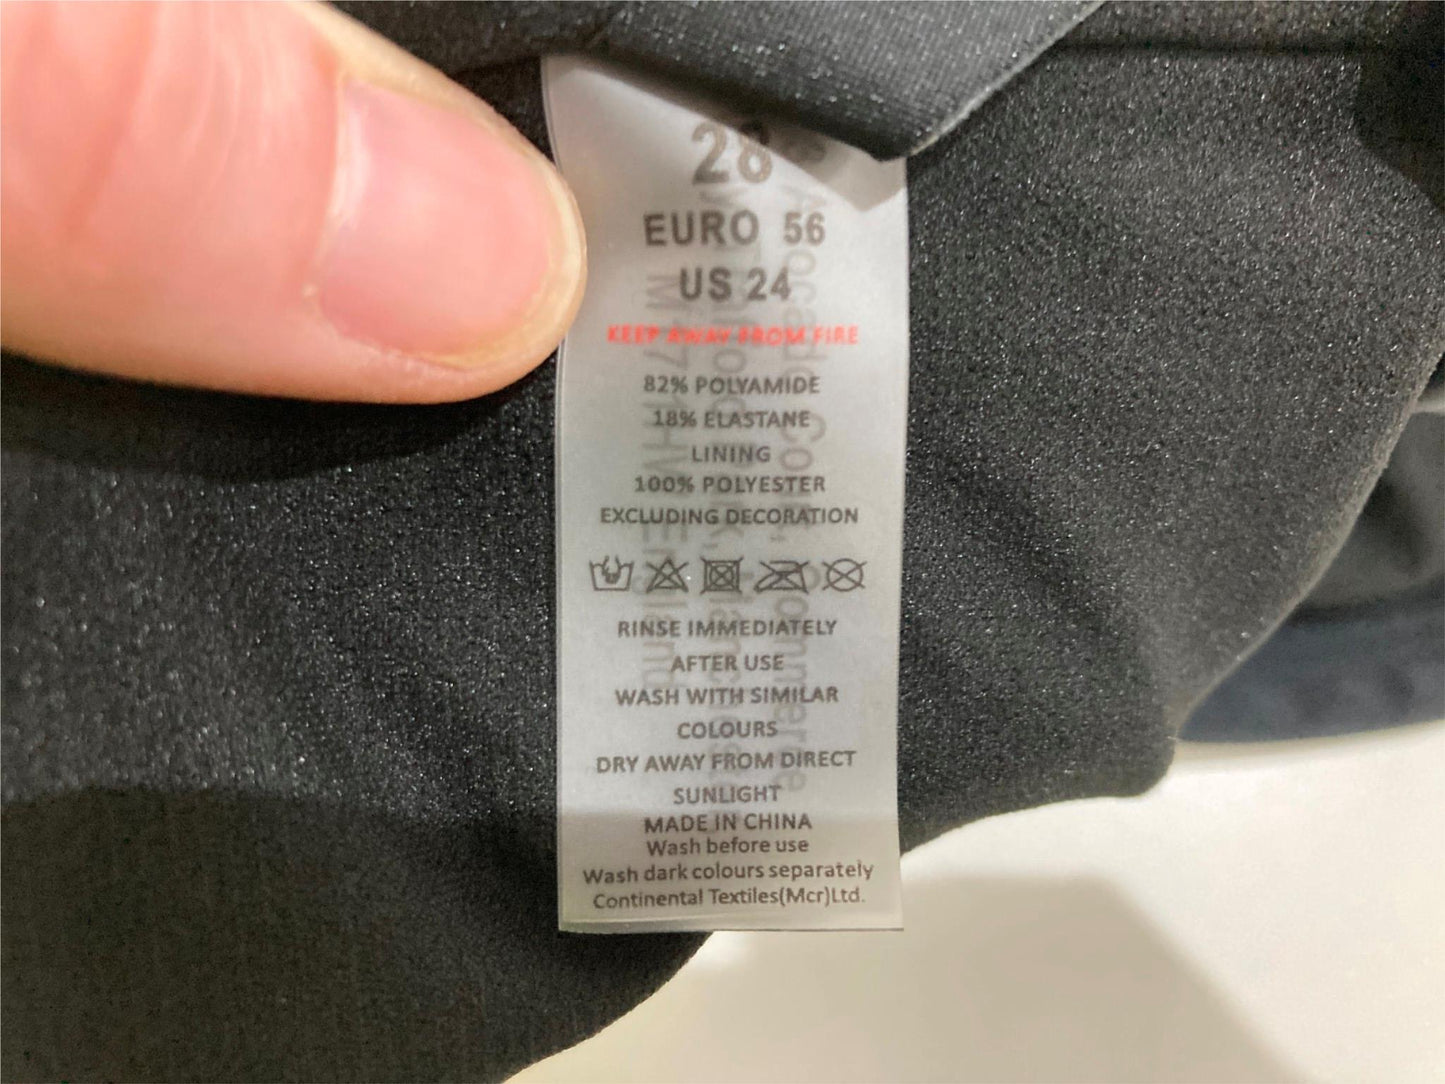 28
EURO 56
US 24
KEEP AWAY FROM FIRE
82% POLYAMIDE
18% ELASTANE
LINING
100% POLYESTER
EXCLUDING DECORATION
RINSE IMMEDIATELY
AFTER USE
WASH WITH SIMILAR
COLOURS
DRY AWAY FROM DIRECT
SUNLIGHT
MADE IN CHINA
Wash before use
Wash dark colours separately
Continental Textiles(Mcr)Ltd.